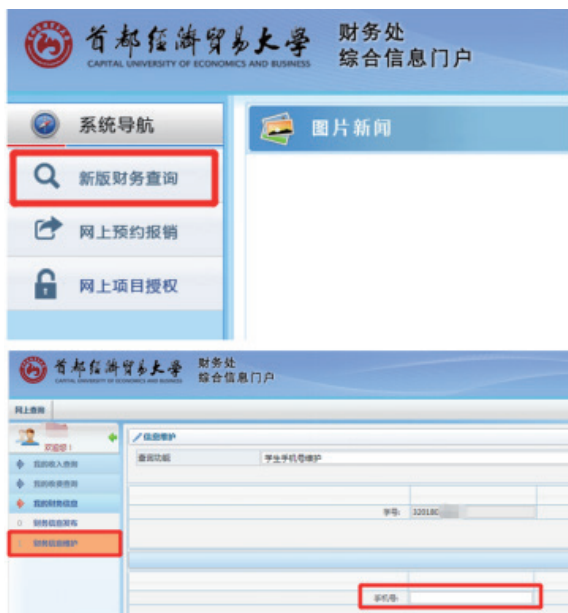 首都经济贸易大学
CAPITAL UNIVERSITY OF ECONOMICS AND BUSINESS
财务处
综合信息门户
系统导航
图片新闻
新版财务查询
网上预约报销
网上项目授权
首都经济贸易大学
CAPITAL UNIVERSITY OF ECONOMICS AND BUSINESS
财务处
综合信息门户
网上查询
欢迎您！
信息维护
查询功能
学生手机号维护
我的收入查询
我的收费查询
我的财务信息
学号: 320180
财务信息发布
财务信息维护
手机号: